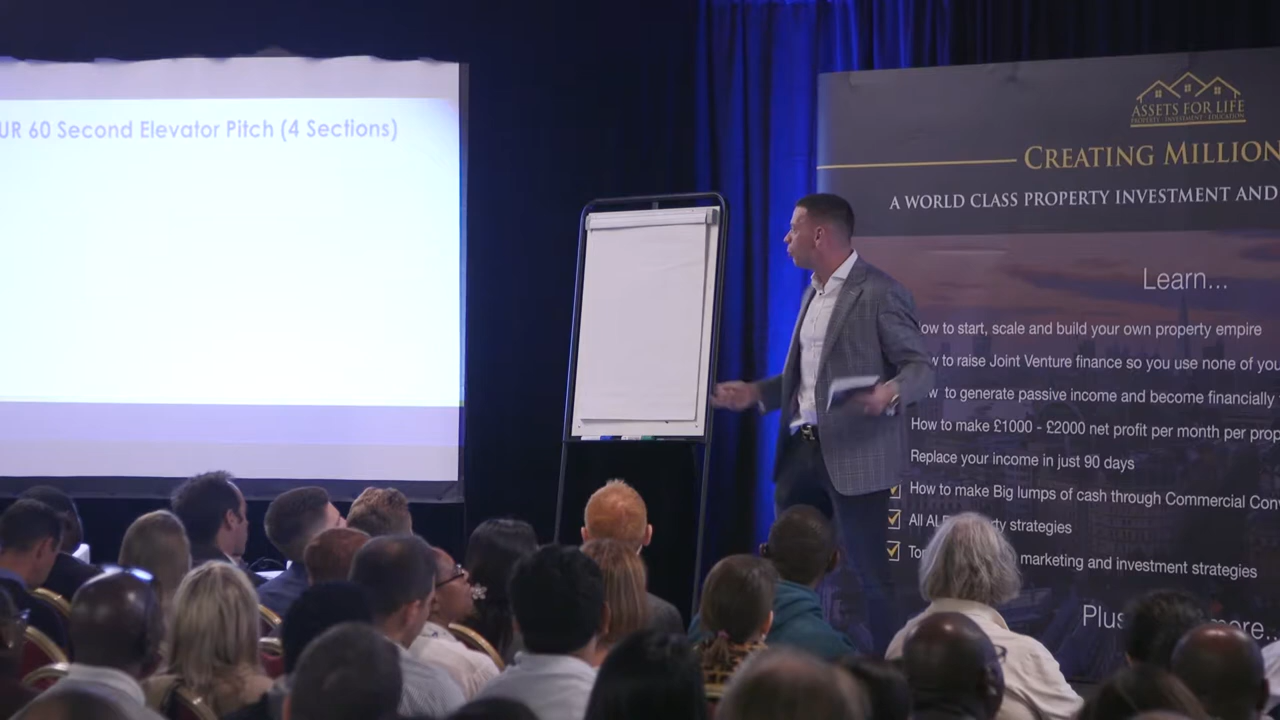 UR 60 Second Elevator Pitch (4 Sections)
ASSETS FOR LIFE
PROPERTY · INVESTMENT · EDUCATION
CREATING MILLION
A WORLD CLASS PROPERTY INVESTMENT AND
Learn...
ow to start, scale and build your own property empire
w to raise Joint Venture finance so you use none of you
w to generate passive income and become financially
How to make £1000 - £2000 net profit per month per prop
Replace your income in just 90 days
How to make Big lumps of cash through Commercial Con
All AL rty strategies
To marketing and investment strategies
Plus ore...